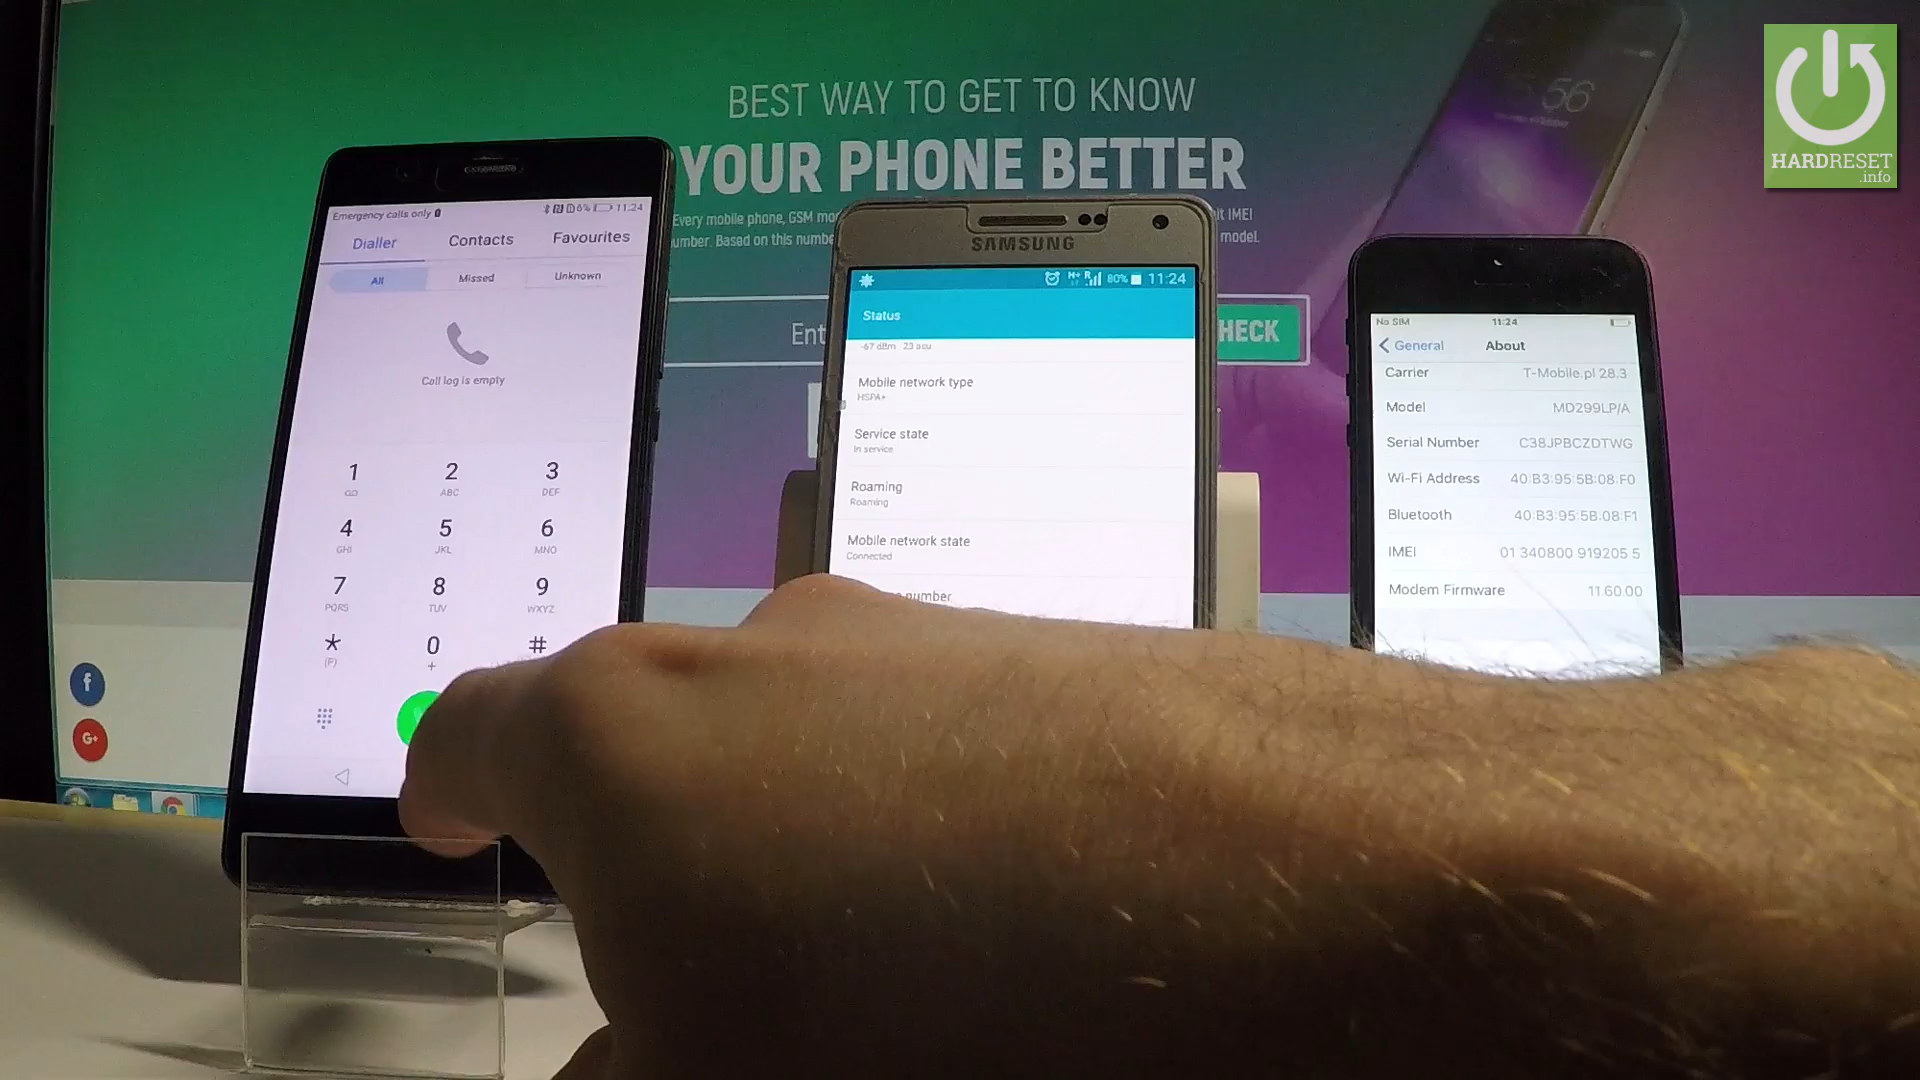 HARDRESET
.info
BEST WAY TO GET TO KNOW
YOUR PHONE BETTER
Every mobile phone, GSM mo
it IMEI
umber. Based on this numbe
model.
Ent
HECK
f
G+
Emergency calls only
6% 11:24
Dialler Contacts Favourites
All Missed Unknown
Call log is empty
1 2 3
ABC DEF
4 5 6
GHI JKL MNO
7 8 9
PQRS TUV WXYZ
* 0 #
(P) +
SAMSUNG
H+ R 80% 11:24
Status
-67 dBm 23 asu
Mobile network type
HSPA+
Service state
In service
Roaming
Roaming
Mobile network state
Connected
number
56
No SIM 11:24
General About
Carrier T-Mobile.pl 28.3
Model MD299LP/A
Serial Number C38JPBCZDTWG
Wi-Fi Address 40:B3:95:5B:08:F0
Bluetooth 40:B3:95:5B:08:F1
IMEI 01 340800 919205 5
Modem Firmware 11.60.00